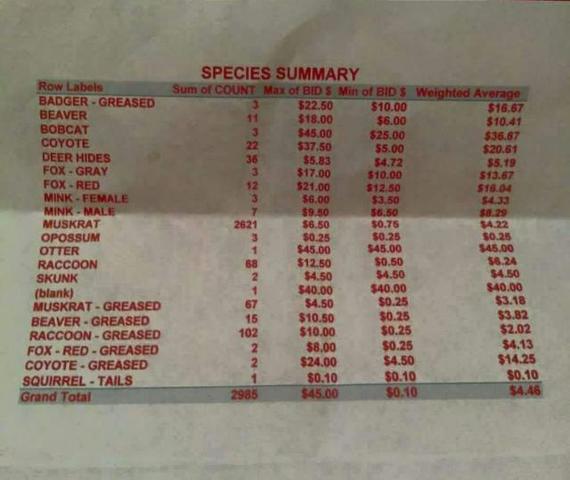 SPECIES SUMMARY
Row Labels Sum of COUNT Max of BID $ Min of BID $ Weighted Average
BADGER - GREASED 3 $22.50 $10.00 $16.67
BEAVER 11 $18.00 $6.00 $10.41
BOBCAT 3 $45.00 $25.00 $36.67
COYOTE 22 $37.50 $5.00 $20.61
DEER HIDES 36 $5.83 $4.72 $5.19
FOX - GRAY 3 $17.00 $10.00 $13.67
FOX - RED 12 $21.00 $12.50 $16.04
MINK - FEMALE 3 $6.00 $3.50 $4.33
MINK - MALE 7 $9.50 $6.50 $8.29
MUSKRAT 2621 $6.50 $0.75 $4.22
OPOSSUM 3 $0.25 $0.25 $0.25
OTTER 1 $45.00 $45.00 $45.00
RACCOON 68 $12.50 $0.50 $6.24
SKUNK 2 $4.50 $4.50 $4.50
(blank) 1 $40.00 $40.00 $40.00
MUSKRAT - GREASED 67 $4.50 $0.25 $3.18
BEAVER - GREASED 15 $10.50 $0.25 $3.82
RACCOON - GREASED 102 $10.00 $0.25 $2.02
FOX - RED - GREASED 2 $8.00 $0.25 $4.13
COYOTE - GREASED 2 $24.00 $4.50 $14.25
SQUIRREL - TAILS 1 $0.10 $0.10 $0.10
Grand Total 2985 $45.00 $0.10 $4.46